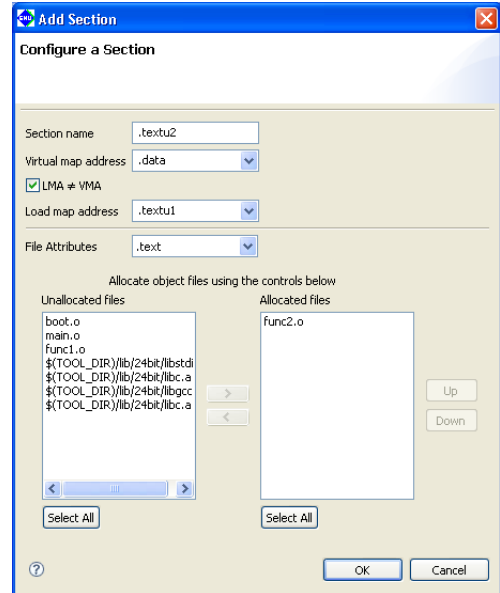 GNU Add Section
Configure a Section
Section name .textu2
Virtual map address .data
LMA ≠ VMA
Load map address .textu1
File Attributes .text
Allocate object files using the controls below
Unallocated files
boot.o
main.o
func1.o
$(TOOL_DIR)/lib/24bit/libstdi
$(TOOL_DIR)/lib/24bit/libc.a
$(TOOL_DIR)/lib/24bit/libgcc
$(TOOL_DIR)/lib/24bit/libc.a
Select All
>
<
Allocated files
func2.o
Select All
Up
Down
?
OK
Cancel